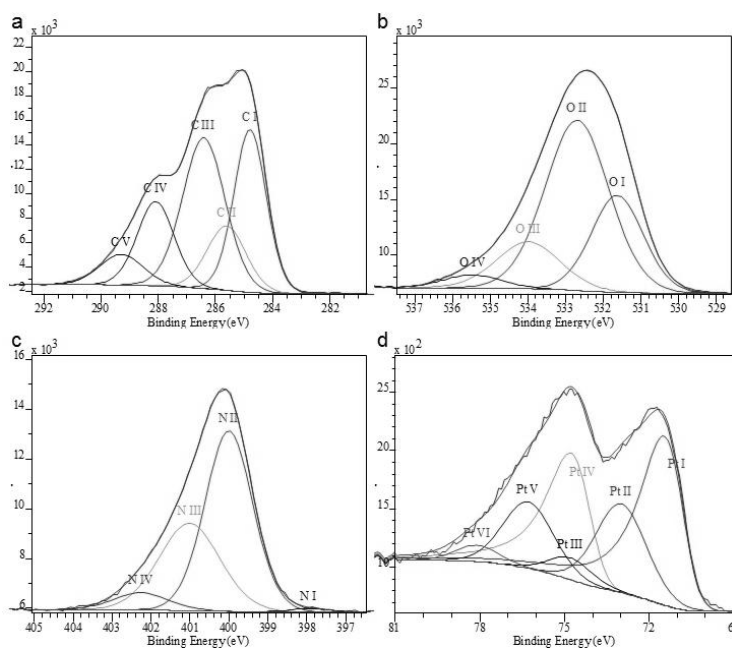 a
x 10³
22
20
18
16
14
12
10
8
6
4
2
C V
C IV
C III
C II
C I
292
290
288
286
284
282
Binding Energy (eV)
b
x 10³
25
20
15
10
O IV
O III
O II
O I
537
536
534
533
532
531
530
529
Binding Energy (eV)
c
x 10³
16
14
12
10
8
6
N IV
N III
N II
N I
405
404
403
402
401
400
399
398
397
Binding Energy (eV)
d
x 10²
25
20
15
10
Pt VI
Pt V
Pt IV
Pt III
Pt II
Pt I
81
78
75
72
6
Binding Energy (eV)